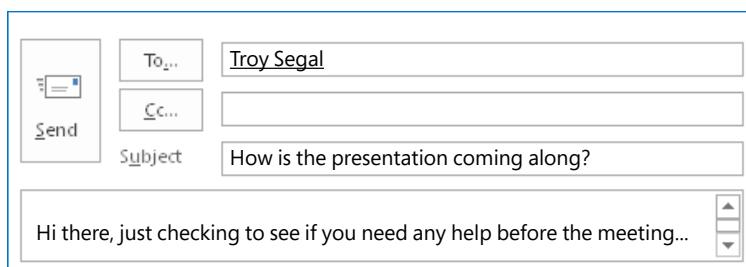 To...
Troy Segal
Cc...
Send
Subject
How is the presentation coming along?
Hi there, just checking to see if you need any help before the meeting...